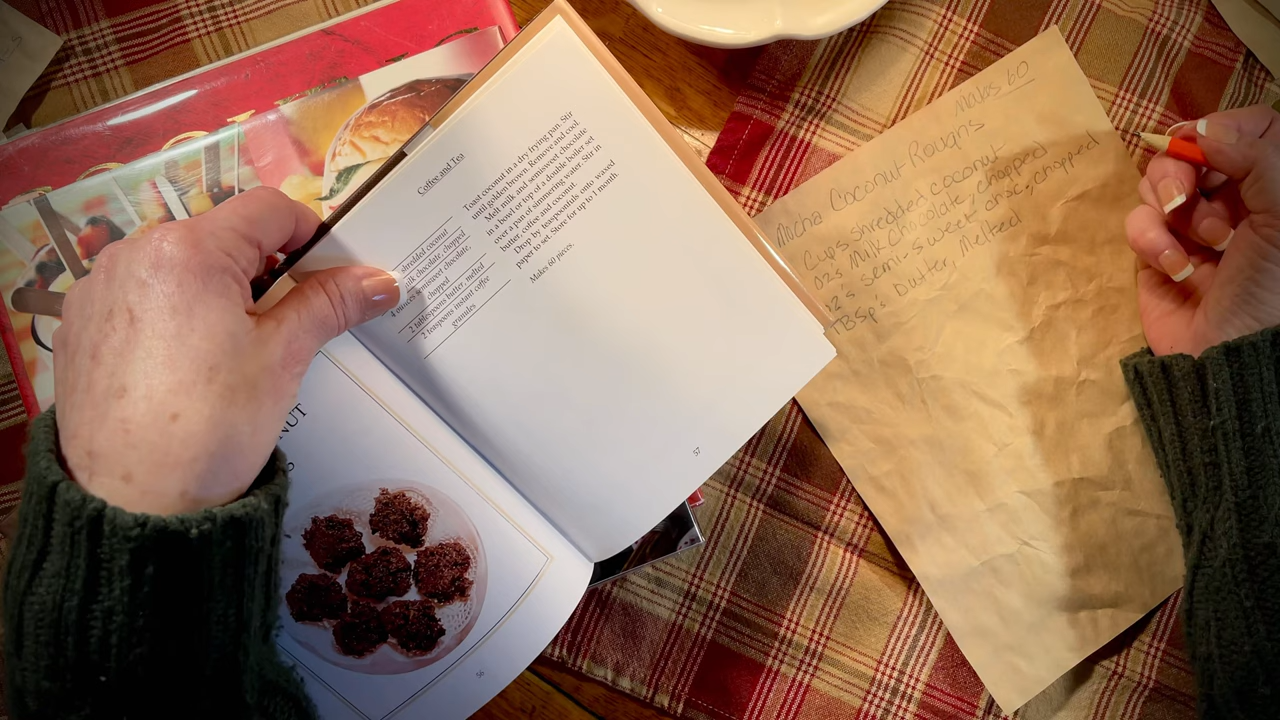 Coffee and Tea
shredded coconut
milk chocolate, chopped
4 ounces semisweet chocolate,
chopped
2 tablespoons butter, melted
2 teaspoons instant coffee
granules
Toast coconut in a dry frying pan. Stir
until golden brown. Remove and cool.
Melt milk and semisweet chocolate
in a bowl or top of a double boiler set
over a pan of simmering water. Stir in
butter, coffee and coconut.
Drop by teaspoonfuls onto waxed
paper to set. Store for up to 1 month.
Makes 60 pieces.
57
56
Makes 60
Mocha Coconut Roughs
Cups shredded coconut
ozs Milk chocolate, chopped
semi-sweet choc, chopped
TBSp's butter, Melted